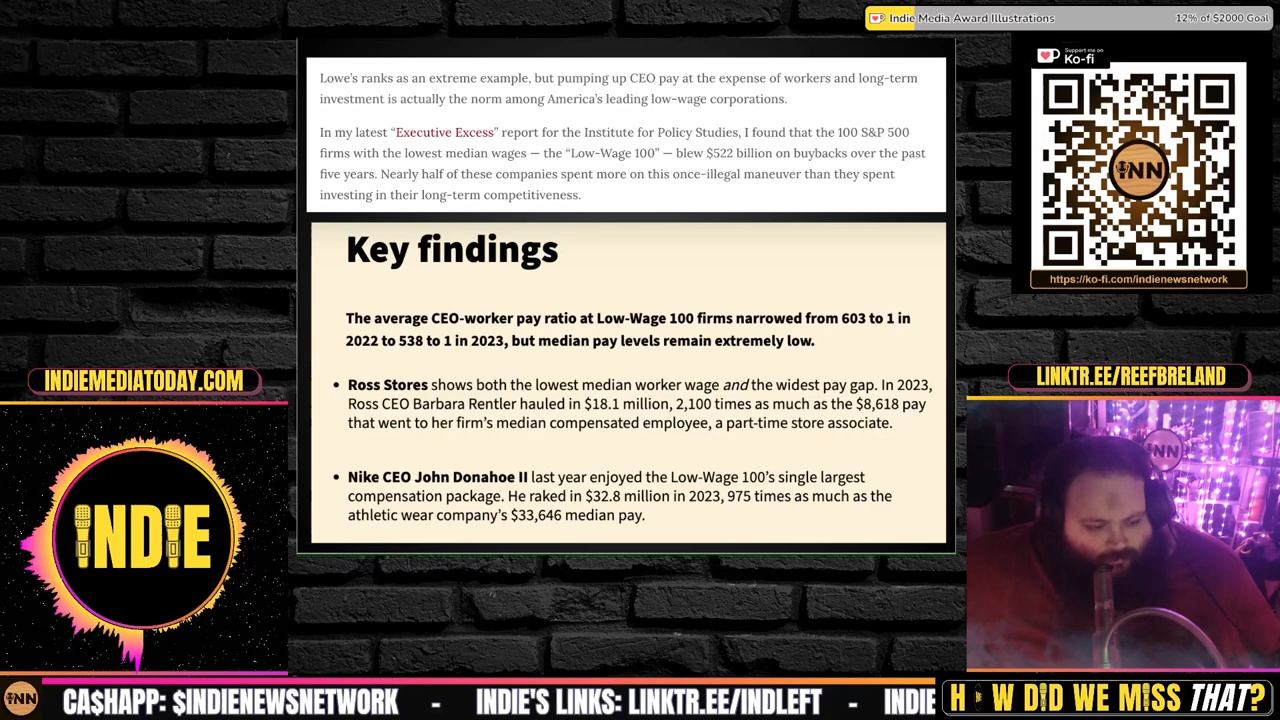 Indie Media Award Illustrations
12% of $2000 Goal
Support me on
Ko-fi
iNN
https://ko-fi.com/indienewsnetwork
Lowe's ranks as an extreme example, but pumping up CEO pay at the expense of workers and long-term
investment is actually the norm among America's leading low-wage corporations.
In my latest “Executive Excess” report for the Institute for Policy Studies, I found that the 100 S&P 500
firms with the lowest median wages — the “Low-Wage 100” — blew $522 billion on buybacks over the past
five years. Nearly half of these companies spent more on this once-illegal maneuver than they spent
investing in their long-term competitiveness.
Key findings
The average CEO-worker pay ratio at Low-Wage 100 firms narrowed from 603 to 1 in
2022 to 538 to 1 in 2023, but median pay levels remain extremely low.
• Ross Stores shows both the lowest median worker wage and the widest pay gap. In 2023,
Ross CEO Barbara Rentler hauled in $18.1 million, 2,100 times as much as the $8,618 pay
that went to her firm's median compensated employee, a part-time store associate.
• Nike CEO John Donahoe II last year enjoyed the Low-Wage 100's single largest
compensation package. He raked in $32.8 million in 2023, 975 times as much as the
athletic wear company's $33,646 median pay.
INDIEMEDIATODAY.COM
iNDiE
LINKTR.EE/REEFBRELAND
iNN
iNN
CA$HAPP: $INDIENEWSNETWORK - INDIE'S LINKS: LINKTR.EE/INDLEFT - INDIE
HOW DiD WE MiSS THAT?